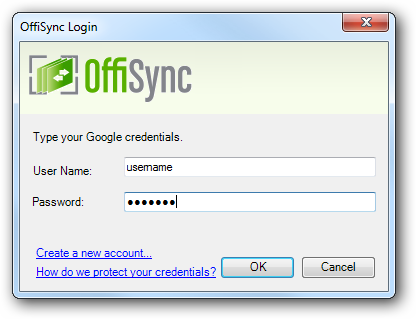 OffiSync Login
OffiSync
Type your Google credentials.
User Name: username
Password: ●●●●●●●
Create a new account...
How do we protect your credentials?
OK Cancel